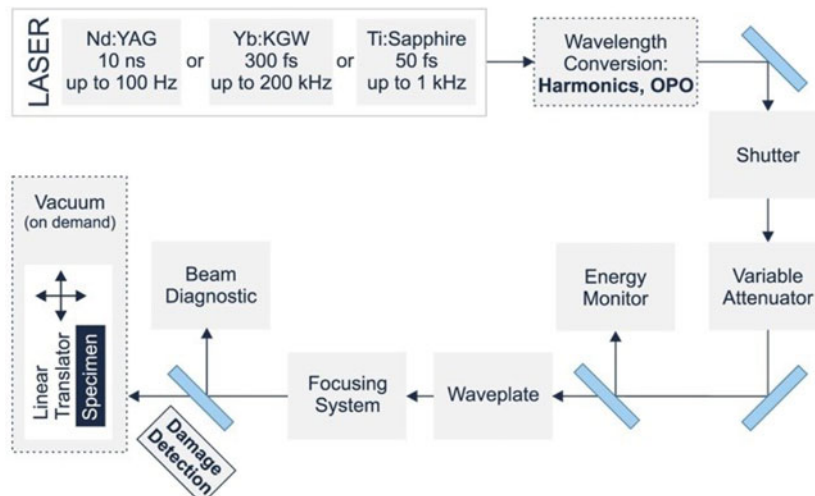 LASER
Nd:YAG
10 ns
up to 100 Hz
or
Yb:KGW
300 fs
up to 200 kHz
or
Ti:Sapphire
50 fs
up to 1 kHz
Wavelength
Conversion:
Harmonics, OPO
Shutter
Variable
Attenuator
Energy
Monitor
Waveplate
Focusing
System
Beam
Diagnostic
Damage
Detection
Vacuum
(on demand)
Linear
Translator
Specimen